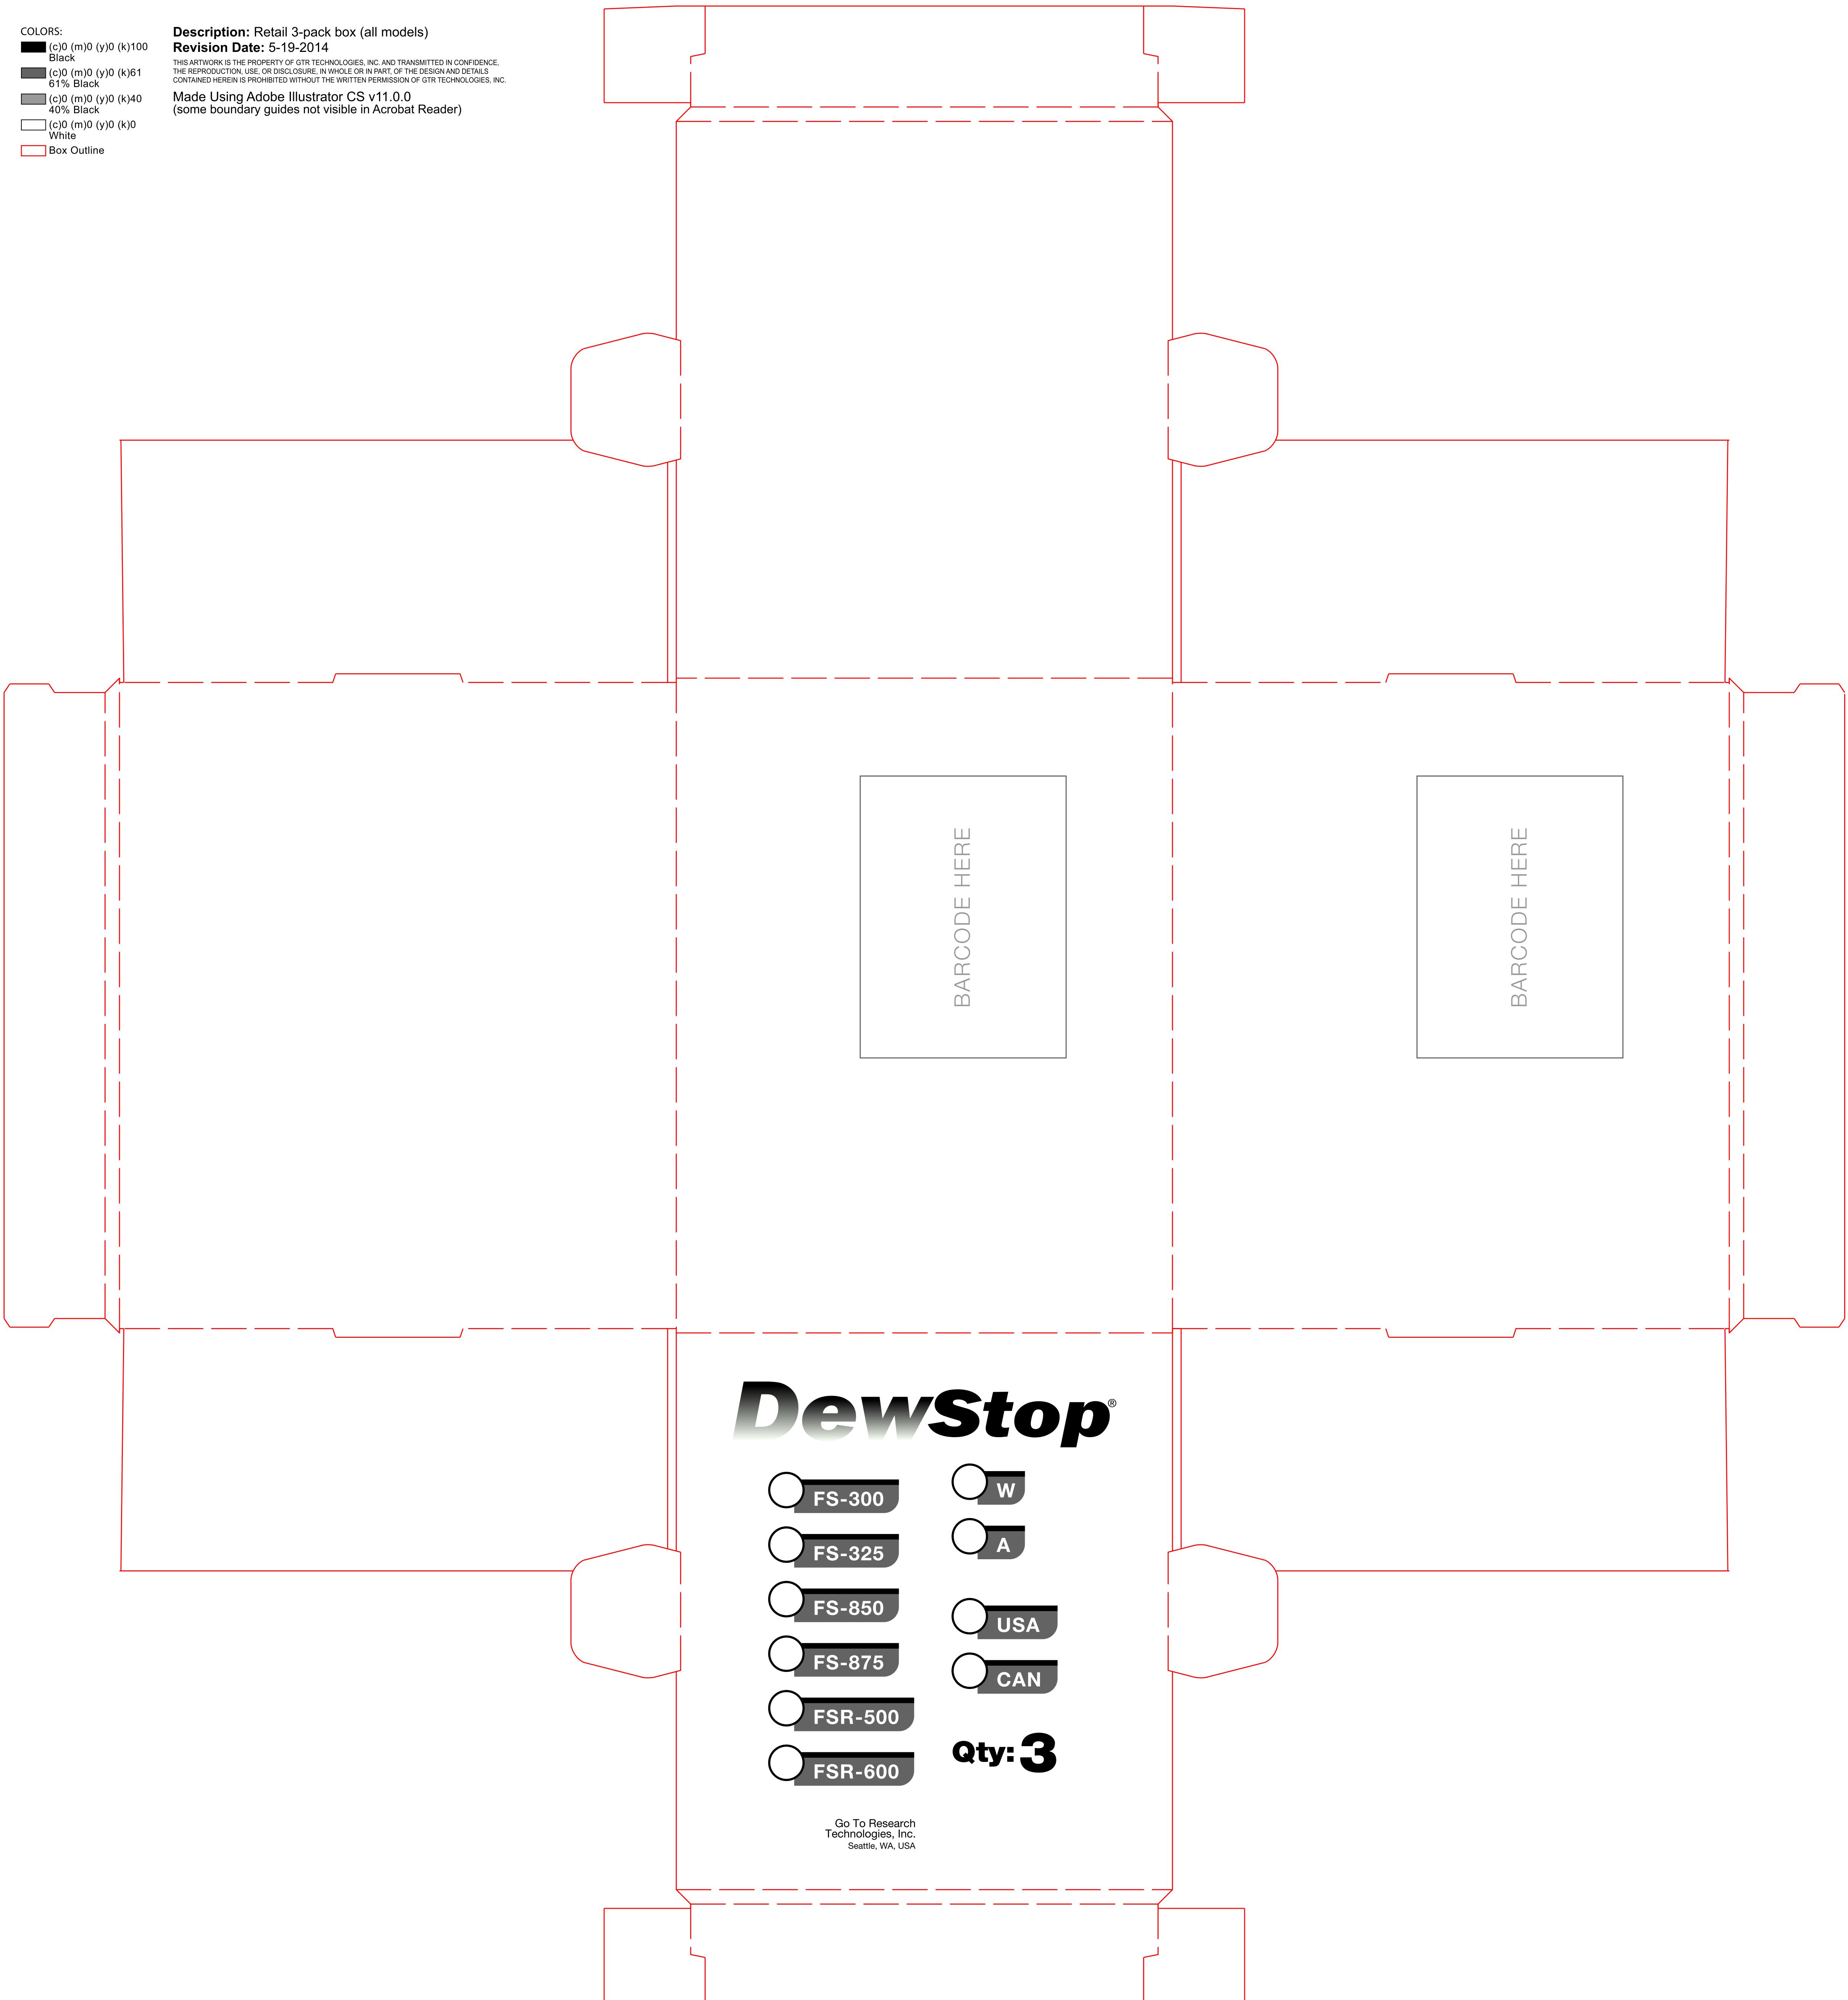 COLORS:
(c)0 (m)0 (y)0 (k)100
Black
(c)0 (m)0 (y)0 (k)61
61% Black
(c)0 (m)0 (y)0 (k)40
40% Black
(c)0 (m)0 (y)0 (k)0
White
Box Outline
Description: Retail 3-pack box (all models)
Revision Date: 5-19-2014
THIS ARTWORK IS THE PROPERTY OF GTR TECHNOLOGIES, INC. AND TRANSMITTED IN CONFIDENCE,
THE REPRODUCTION, USE, OR DISCLOSURE, IN WHOLE OR IN PART, OF THE DESIGN AND DETAILS
CONTAINED HEREIN IS PROHIBITED WITHOUT THE WRITTEN PERMISSION OF GTR TECHNOLOGIES, INC.
Made Using Adobe Illustrator CS v11.0.0
(some boundary guides not visible in Acrobat Reader)
BARCODE HERE
BARCODE HERE
DewStop®
FS-300
FS-325
FS-850
FS-875
FSR-500
FSR-600
W
A
USA
CAN
Qty: 3
Go To Research
Technologies, Inc.
Seattle, WA, USA